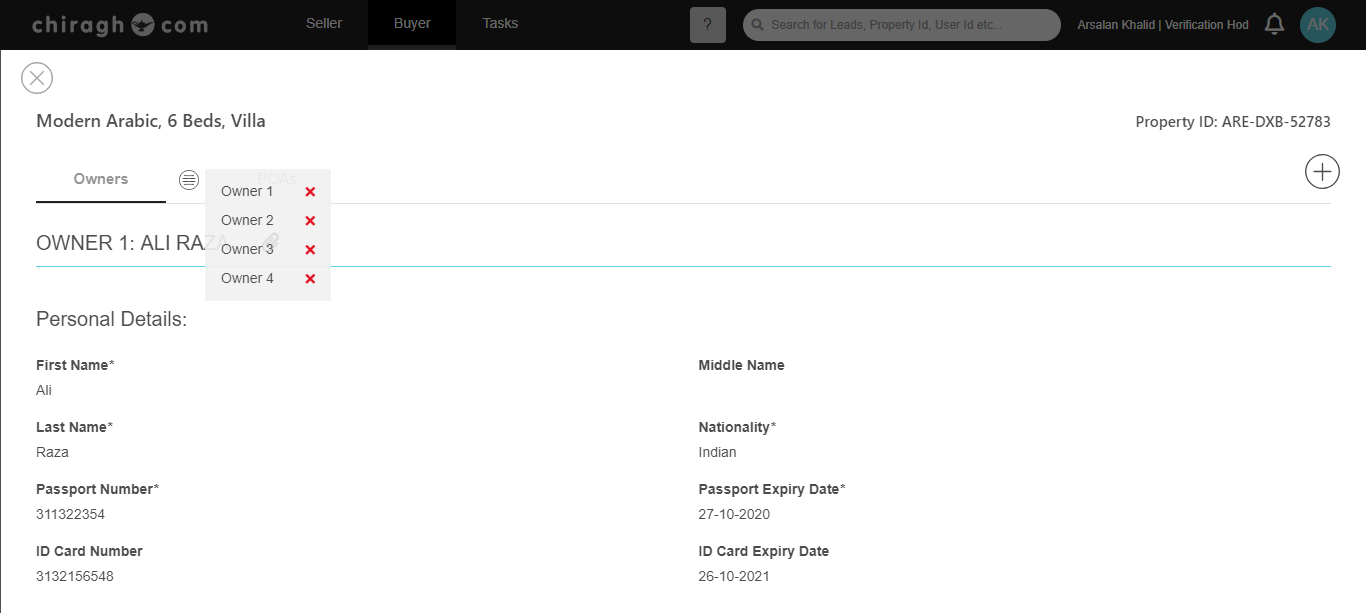 chiragh com
Seller
Buyer
Tasks
?
Search for Leads, Property Id, User Id etc...
Arsalan Khalid | Verification Hod
AK
Modern Arabic, 6 Beds, Villa
Property ID: ARE-DXB-52783
Owners
POAs
Owner 1
Owner 2
OWNER 1: ALI RAZA
Owner 3
Owner 4
Personal Details:
First Name*
Middle Name
Ali
Last Name*
Nationality*
Raza
Indian
Passport Number*
Passport Expiry Date*
311322354
27-10-2020
ID Card Number
ID Card Expiry Date
3132156548
26-10-2021